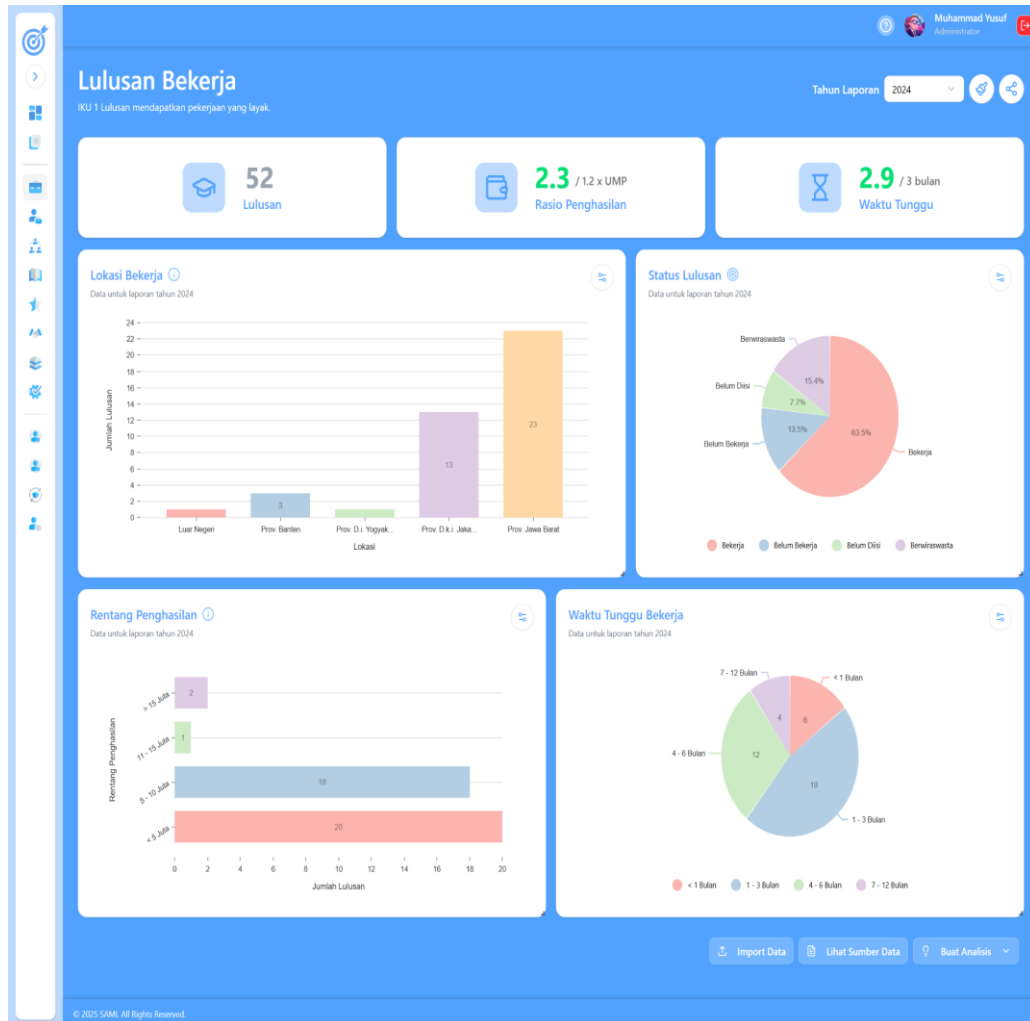 Muhammad Yusuf
Administrator
Lulusan Bekerja
IKU 1 Lulusan mendapatkan pekerjaan yang layak.
Tahun Laporan 2024
52
Lulusan
2.3 / 1.2 x UMP
Rasio Penghasilan
2.9 / 3 bulan
Waktu Tunggu
Lokasi Bekerja
Data untuk laporan tahun 2024
24
22
20
18
16
14
12
10
8
6
4
2
0
Jumlah Lulusan
3
13
23
Luar Negeri
Prov. Banten
Prov. D.i. Yogyak...
Prov. D.k.i. Jaka...
Prov. Jawa Barat
Lokasi
Status Lulusan
Data untuk laporan tahun 2024
Berwiraswasta
15.4%
Belum Diisi
7.7%
Belum Bekerja
13.5%
63.5%
Bekerja
Bekerja Belum Bekerja Belum Diisi Berwiraswasta
Rentang Penghasilan
Data untuk laporan tahun 2024
Rentang Penghasilan
> 15 Juta
2
11 - 15 Juta
1
5 - 10 Juta
18
< 5 Juta
20
0 2 4 6 8 10 12 14 16 18 20
Jumlah Lulusan
Waktu Tunggu Bekerja
Data untuk laporan tahun 2024
7 - 12 Bulan
< 1 Bulan
4
6
4 - 6 Bulan
12
19
1 - 3 Bulan
< 1 Bulan 1 - 3 Bulan 4 - 6 Bulan 7 - 12 Bulan
Import Data
Lihat Sumber Data
Buat Analisis
© 2025 SAMI. All Rights Reserved.